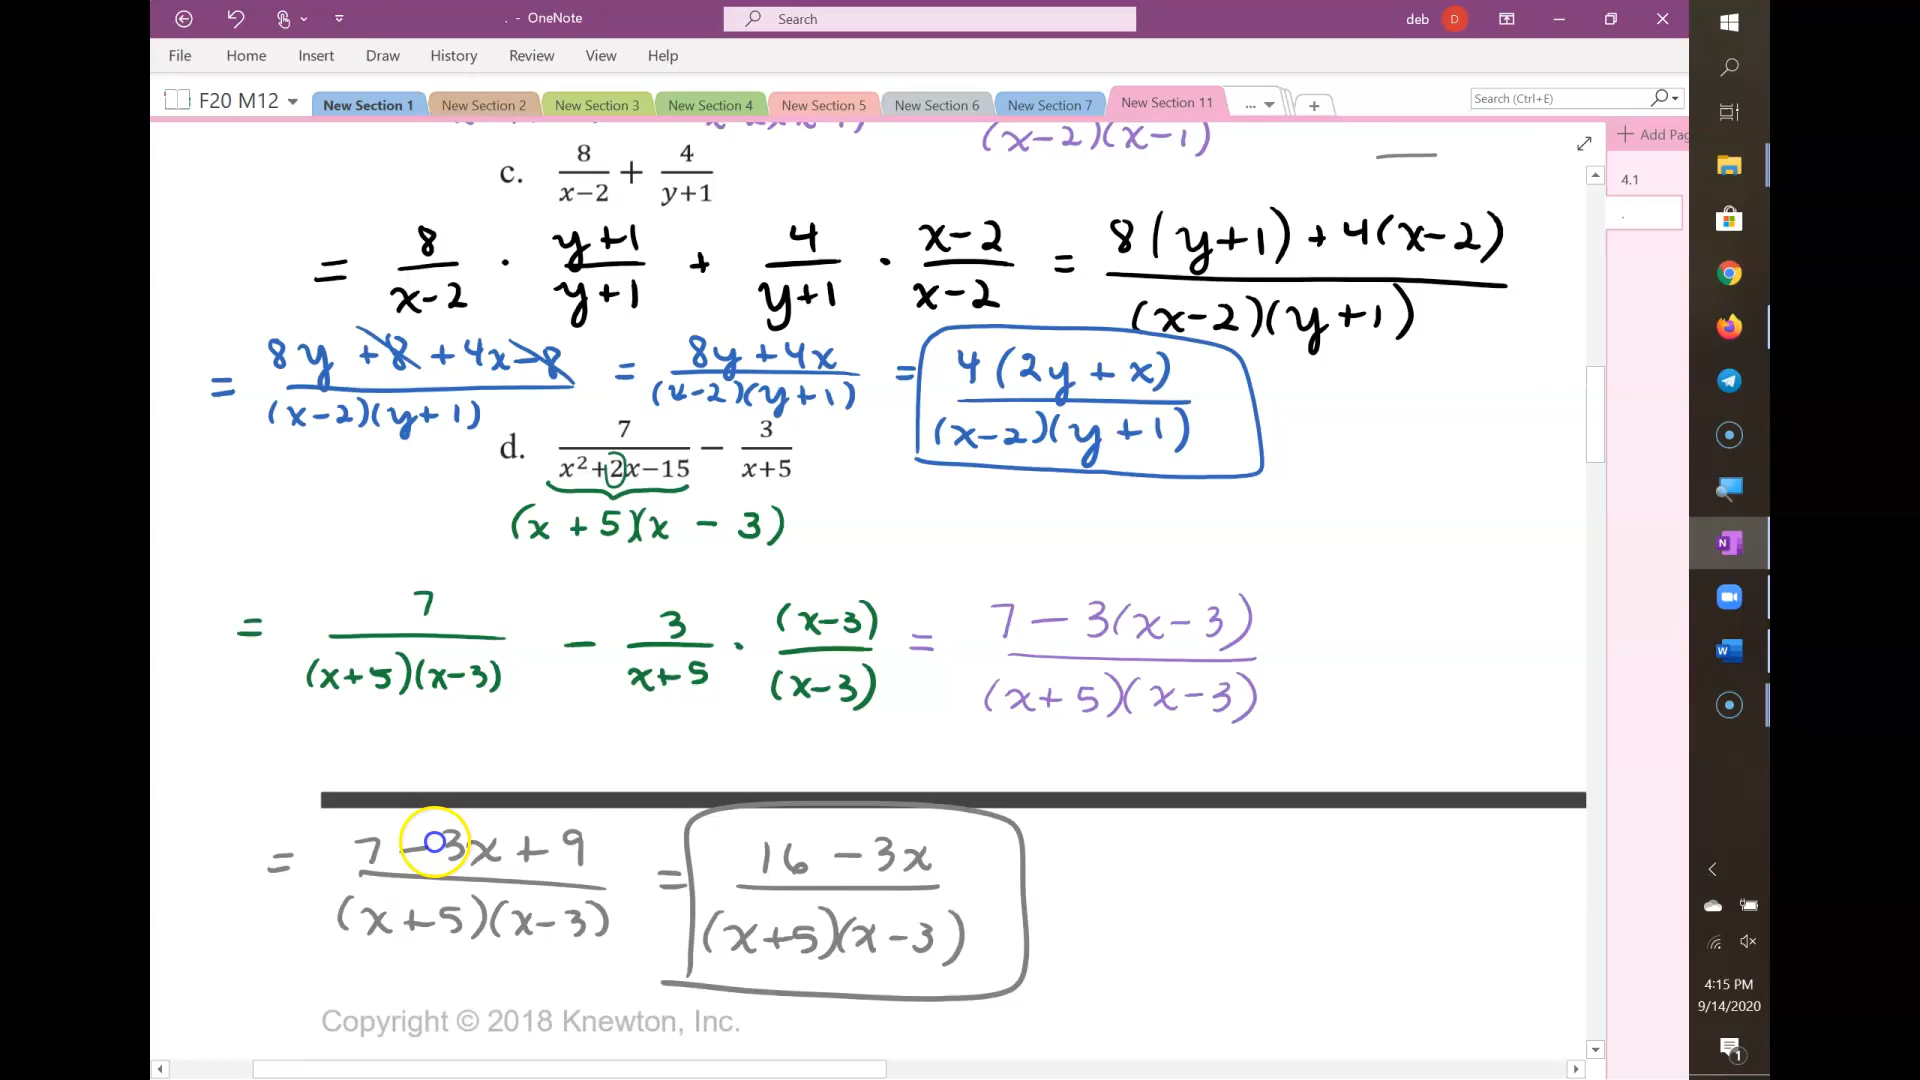 . - OneNote
Search
deb
D
File Home Insert Draw History Review View Help
F20 M12
New Section 1 New Section 2 New Section 3 New Section 4 New Section 5 New Section 6 New Section 7 New Section 11 ...
Search (Ctrl+E)
Add Pag
4.1
.
(x-2)(x-1)
c. 8/(x-2) + 4/(y+1)
= 8/(x-2) · (y+1)/(y+1) + 4/(y+1) · (x-2)/(x-2) = (8(y+1)+4(x-2))/((x-2)(y+1))
= (8y+8+4x-8)/((x-2)(y+1)) = (8y+4x)/((x-2)(y+1)) = 4(2y+x)/((x-2)(y+1))
d. 7/(x²+2x-15) - 3/(x+5)
(x+5)(x-3)
= 7/((x+5)(x-3)) - 3/(x+5) · (x-3)/(x-3) = (7-3(x-3))/((x+5)(x-3))
= (7-3x+9)/((x+5)(x-3)) = (16-3x)/((x+5)(x-3))
Copyright © 2018 Knewton, Inc.
4:15 PM
9/14/2020
1